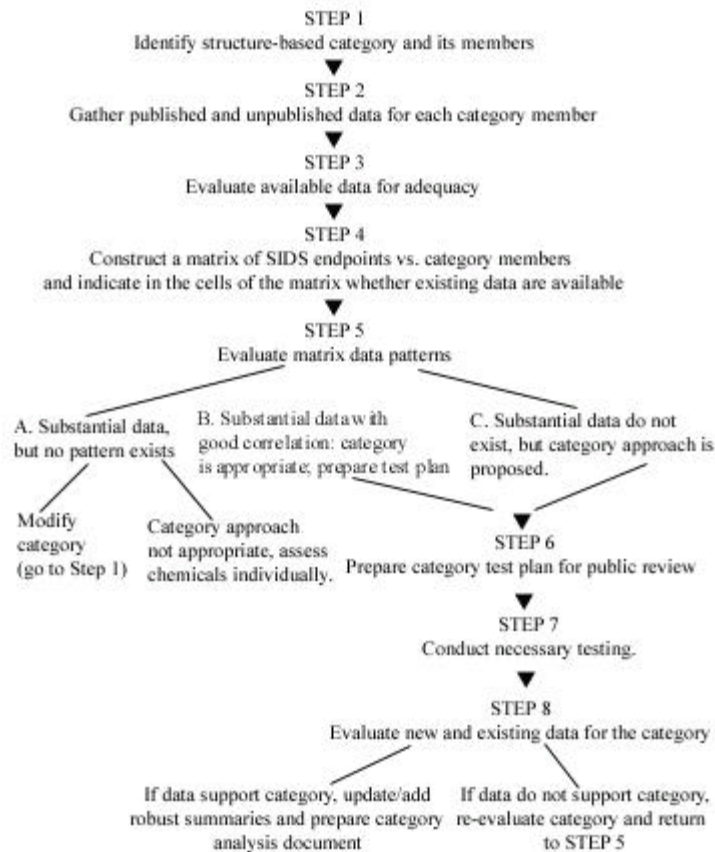 STEP 1
Identify structure-based category and its members
STEP 2
Gather published and unpublished data for each category member
STEP 3
Evaluate available data for adequacy
STEP 4
Construct a matrix of SIDS endpoints vs. category members
and indicate in the cells of the matrix whether existing data are available
STEP 5
Evaluate matrix data patterns
A. Substantial data,
but no pattern exists
B. Substantial data with
good correlation: category
is appropriate; prepare test plan
C. Substantial data do not
exist, but category approach is
proposed.
Modify
category
(go to Step 1)
Category approach
not appropriate, assess
chemicals individually.
STEP 6
Prepare category test plan for public review
STEP 7
Conduct necessary testing.
STEP 8
Evaluate new and existing data for the category
If data support category, update/add
robust summaries and prepare category
analysis document
If data do not support category,
re-evaluate category and return
to STEP 5